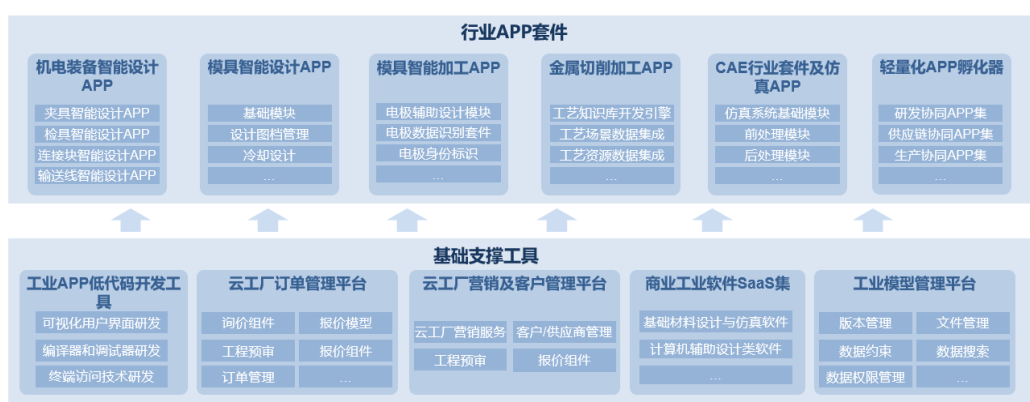 行业APP套件
机电装备智能设计
APP
夹具智能设计APP
检具智能设计APP
连接块智能设计APP
输送线智能设计APP
模具智能设计APP
基础模块
设计图档管理
冷却设计
...
模具智能加工APP
电极辅助设计模块
电极数据识别套件
电极身份标识
...
金属切削加工APP
工艺知识库开发引擎
工艺场景数据集成
工艺资源数据集成
...
CAE行业套件及仿
真APP
仿真系统基础模块
前处理模块
后处理模块
...
轻量化APP孵化器
研发协同APP集
供应链协同APP集
生产协同APP集
...
基础支撑工具
工业APP低代码开发工
具
可视化用户界面研发
编译器和调试器研发
终端访问技术研发
云工厂订单管理平台
询价组件 报价模型
工程预审 报价组件
订单管理 ...
云工厂营销及客户管理平台
云工厂营销服务 客户/供应商管理
工程预审 报价组件
商业工业软件SaaS集
基础材料设计与仿真软件
计算机辅助设计类软件
...
工业模型管理平台
版本管理 文件管理
数据约束 数据搜索
数据权限管理 ...